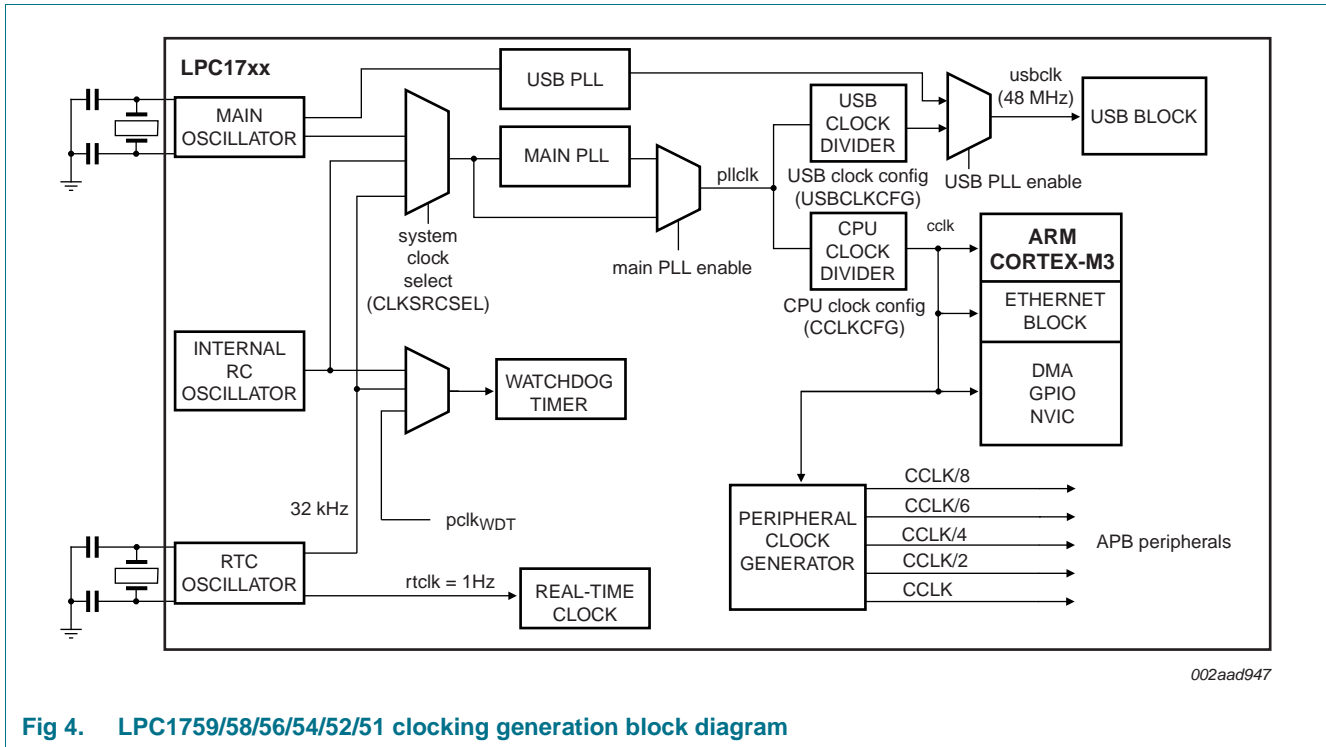 LPC17xx
MAIN
OSCILLATOR
USB PLL
MAIN PLL
system
clock
select
(CLKSRCSEL)
main PLL enable
pllclk
USB
CLOCK
DIVIDER
USB clock config
(USBCLKCFG)
usbclk
(48 MHz)
USB BLOCK
USB PLL enable
CPU
CLOCK
DIVIDER
CPU clock config
(CCLKCFG)
cclk
ARM
CORTEX-M3
ETHERNET
BLOCK
DMA
GPIO
NVIC
INTERNAL
RC
OSCILLATOR
WATCHDOG
TIMER
32 kHz
pclkWDT
RTC
OSCILLATOR
rtclk = 1Hz
REAL-TIME
CLOCK
PERIPHERAL
CLOCK
GENERATOR
CCLK/8
CCLK/6
CCLK/4
CCLK/2
CCLK
APB peripherals
002aad947
Fig 4. LPC1759/58/56/54/52/51 clocking generation block diagram